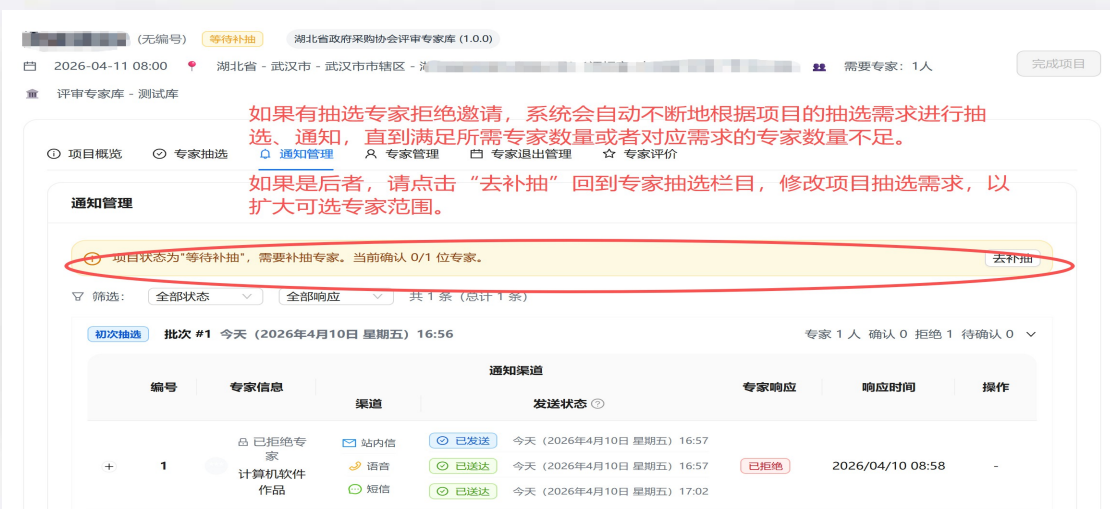 (无编号) 等待补抽 湖北省政府采购协会评审专家库 (1.0.0)
2026-04-11 08:00 湖北省 - 武汉市 - 武汉市市辖区 - 需要专家：1人 完成项目
评审专家库 - 测试库
如果有抽选专家拒绝邀请，系统会自动不断地根据项目的抽选需求进行抽
选、通知，直到满足所需专家数量或者对应需求的专家数量不足。
项目概览 专家抽选 通知管理 专家管理 专家退出管理 专家评价
如果是后者，请点击“去补抽”回到专家抽选栏目，修改项目抽选需求，以
扩大可选专家范围。
通知管理
项目状态为"等待补抽"，需要补抽专家。当前确认 0/1 位专家。 去补抽
筛选： 全部状态 全部响应 共 1 条（总计 1 条）
初次抽选 批次 #1 今天（2026年4月10日 星期五）16:56 专家 1 人 确认 0 拒绝 1 待确认 0
通知渠道
编号 专家信息 专家响应 响应时间 操作
渠道 发送状态
已拒绝专 站内信 已发送 今天（2026年4月10日 星期五）16:57
家
1 语音 已送达 今天（2026年4月10日 星期五）16:57 已拒绝 2026/04/10 08:58 -
计算机软件
作品 短信 已送达 今天（2026年4月10日 星期五）17:02